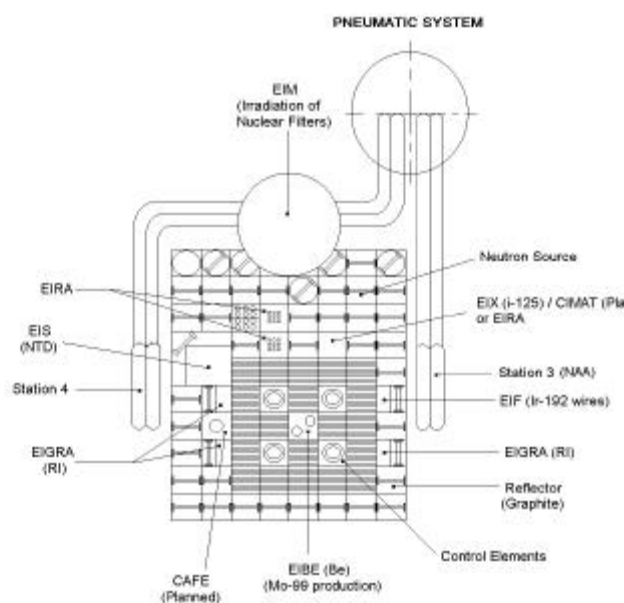 PNEUMATIC SYSTEM
EIM
(Irradiation of
Nuclear Filters)
Neutron Source
EIRA
EIX (i-125) / CIMAT (Pla
or EIRA
EIS
(NTD)
Station 3 (NAA)
Station 4
EIF (Ir-192 wires)
EIGRA
(RI)
EIGRA (RI)
Reflector
(Graphite)
Control Elements
EIBE (Be)
(Mo-99 production)
CAFE
(Planned)